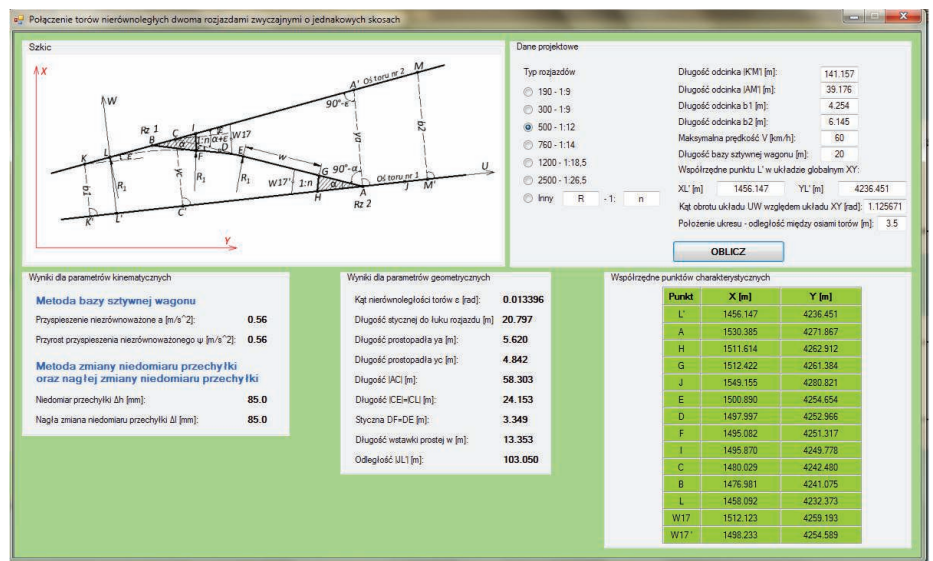 Połączenie torów nierównoległych dwoma rozjazdami zwyczajnymi o jednakowych skosach
Szkic
X
W
U
Y
Rz 1
Rz 2
Oś toru nr 2
Oś toru nr 1
M
A'
90°-ε
ya
b2
M'
K
L
ε
B
C
I
1:n
α+ε
W17
D
F
E
w
G
90°-α
W17'
1:n
α
H
A
J
b1
K'
L'
R1
yc
C'
R1
R1
Dane projektowe
Typ rozjazdów
190 - 1:9
300 - 1:9
500 - 1:12
760 - 1:14
1200 - 1:18,5
2500 - 1:26,5
Inny R - 1: n
Długość odcinka |K'M'| [m]: 141.157
Długość odcinka |AM'| [m]: 39.176
Długość odcinka b1 [m]: 4.254
Długość odcinka b2 [m]: 6.145
Maksymalna prędkość V [km/h]: 60
Długość bazy sztywnej wagonu [m]: 20
Współrzędne punktu L' w układzie globalnym XY:
XL' [m] 1456.147 YL' [m] 4236.451
Kąt obrotu układu UW względem układu XY [rad]: 1.125671
Położenie ukresu - odległość między osiami torów [m]: 3.5
OBLICZ
Wyniki dla parametrów kinematycznych
Metoda bazy sztywnej wagonu
Przyspieszenie niezrównoważone a [m/s^2]: 0.56
Przyrost przyspieszenia niezrównoważonego ψ [m/s^2]: 0.56
Metoda zmiany niedomiaru przechyłki
oraz nagłej zmiany niedomiaru przechyłki
Niedomiar przechyłki Δh [mm]: 85.0
Nagła zmiana niedomiaru przechyłki ΔI [mm]: 85.0
Wyniki dla parametrów geometrycznych
Kąt nierównoległości torów ε [rad]: 0.013396
Długość stycznej do łuku rozjazdu [m] 20.797
Długość prostopadła ya [m]: 5.620
Długość prostopadła yc [m]: 4.842
Długość |AC| [m]: 58.303
Długość |CE|=|CL| [m]: 24.153
Styczna DF=DE [m]: 3.349
Długość wstawki prostej w [m]: 13.353
Odległość |JL'| [m]: 103.050
Współrzędne punktów charakterystycznych
Punkt X [m] Y [m]
L' 1456.147 4236.451
A 1530.385 4271.867
H 1511.614 4262.912
G 1512.422 4261.384
J 1549.155 4280.821
E 1500.890 4254.654
D 1497.997 4252.966
F 1495.082 4251.317
I 1495.870 4249.778
C 1480.029 4242.480
B 1476.981 4241.075
L 1458.092 4232.373
W17 1512.123 4259.193
W17 ' 1498.233 4254.589